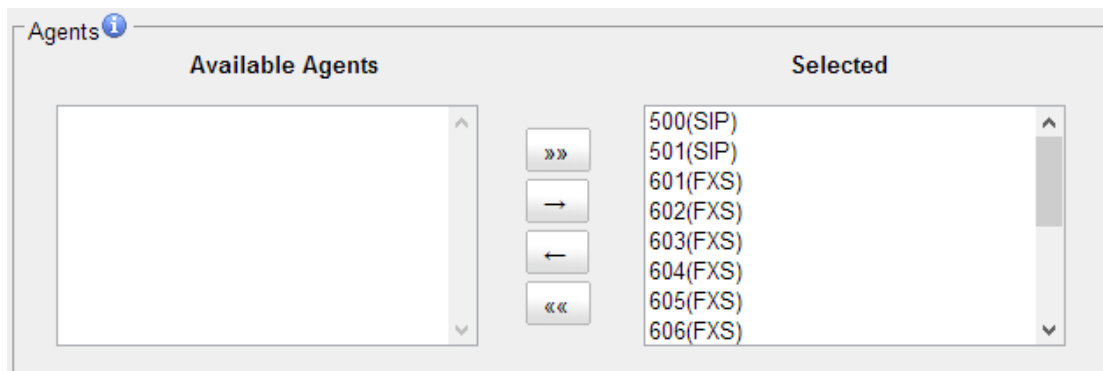 Agents
Available Agents
Selected
500(SIP)
501(SIP)
601(FXS)
602(FXS)
603(FXS)
604(FXS)
605(FXS)
606(FXS)
»»
→
←
««